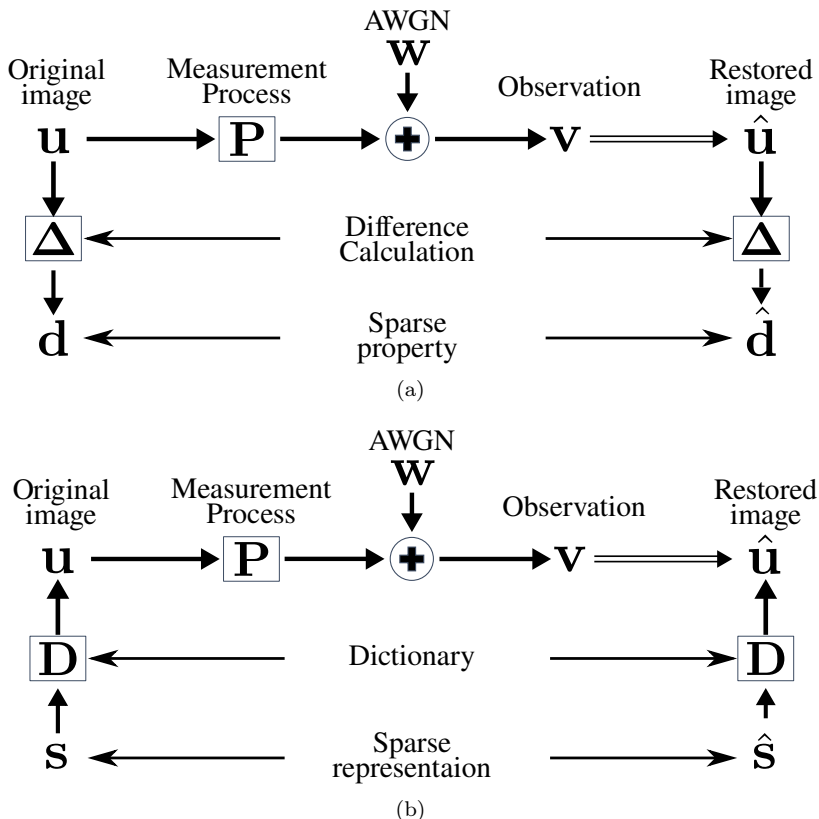 AWGN
w
Original
image
Measurement
Process
Observation
Restored
image
u P + v û
Δ Difference Δ
Calculation
d Sparse d̂
property
(a)
AWGN
w
Original
image
Measurement
Process
Observation
Restored
image
u P + v û
D Dictionary D
s Sparse ŝ
representaion
(b)